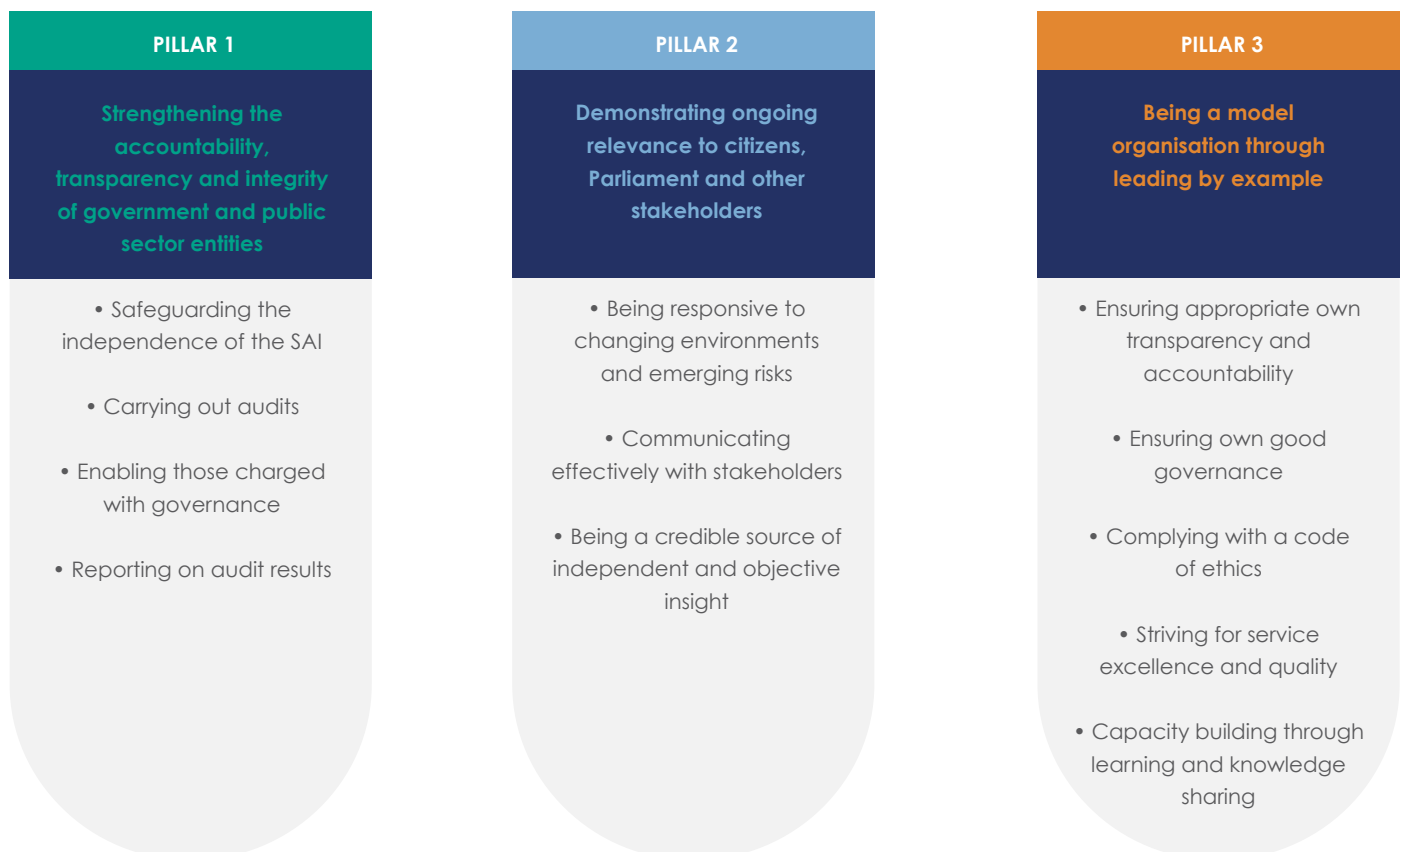 PILLAR 1
Strengthening the
accountability,
transparency and integrity
of government and public
sector entities
• Safeguarding the
independence of the SAI
• Carrying out audits
• Enabling those charged
with governance
• Reporting on audit results
PILLAR 2
Demonstrating ongoing
relevance to citizens,
Parliament and other
stakeholders
• Being responsive to
changing environments
and emerging risks
• Communicating
effectively with stakeholders
• Being a credible source of
independent and objective
insight
PILLAR 3
Being a model
organisation through
leading by example
• Ensuring appropriate own
transparency and
accountability
• Ensuring own good
governance
• Complying with a code
of ethics
• Striving for service
excellence and quality
• Capacity building through
learning and knowledge
sharing